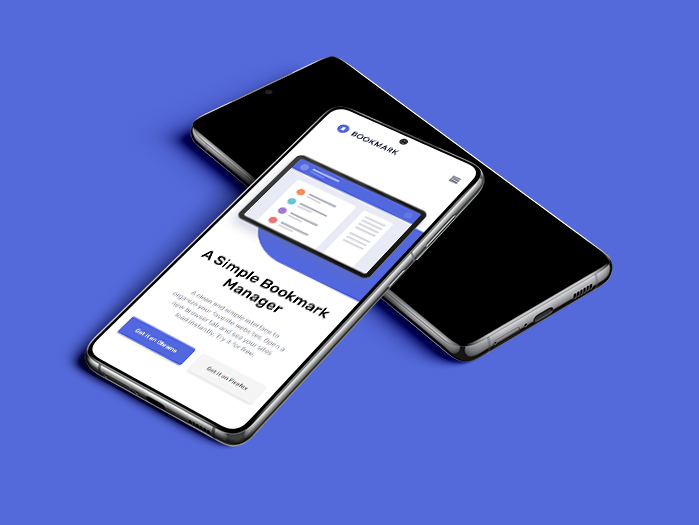 BOOKMARK
A Simple Bookmark
Manager
A clean and simple interface to
organize your favorite websites. Open a
new browser tab and see your sites
load instantly. Try it for free.
Get it on Chrome
Get it on Firefox